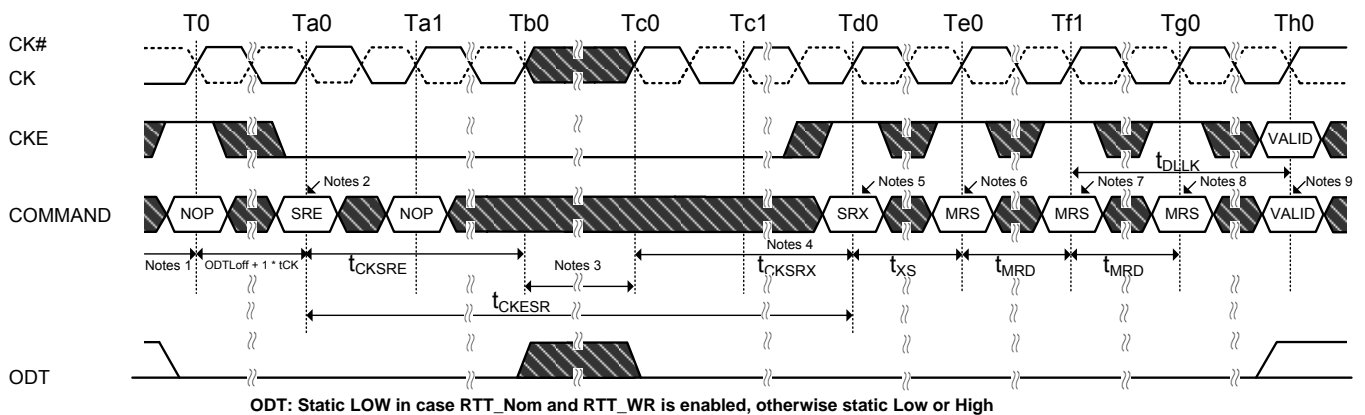 T0 Ta0 Ta1 Tb0 Tc0 Tc1 Td0 Te0 Tf1 Tg0 Th0
CK#
CK
CKE
VALID
tDLLK
Notes 2 Notes 5 Notes 6 Notes 7 Notes 8 Notes 9
COMMAND NOP SRE NOP SRX MRS MRS MRS VALID
Notes 1 ODTLoff + 1 * tCK tCKSRE Notes 3 Notes 4 tCKSRX tXS tMRD tMRD
tCKESR
ODT
ODT: Static LOW in case RTT_Nom and RTT_WR is enabled, otherwise static Low or High